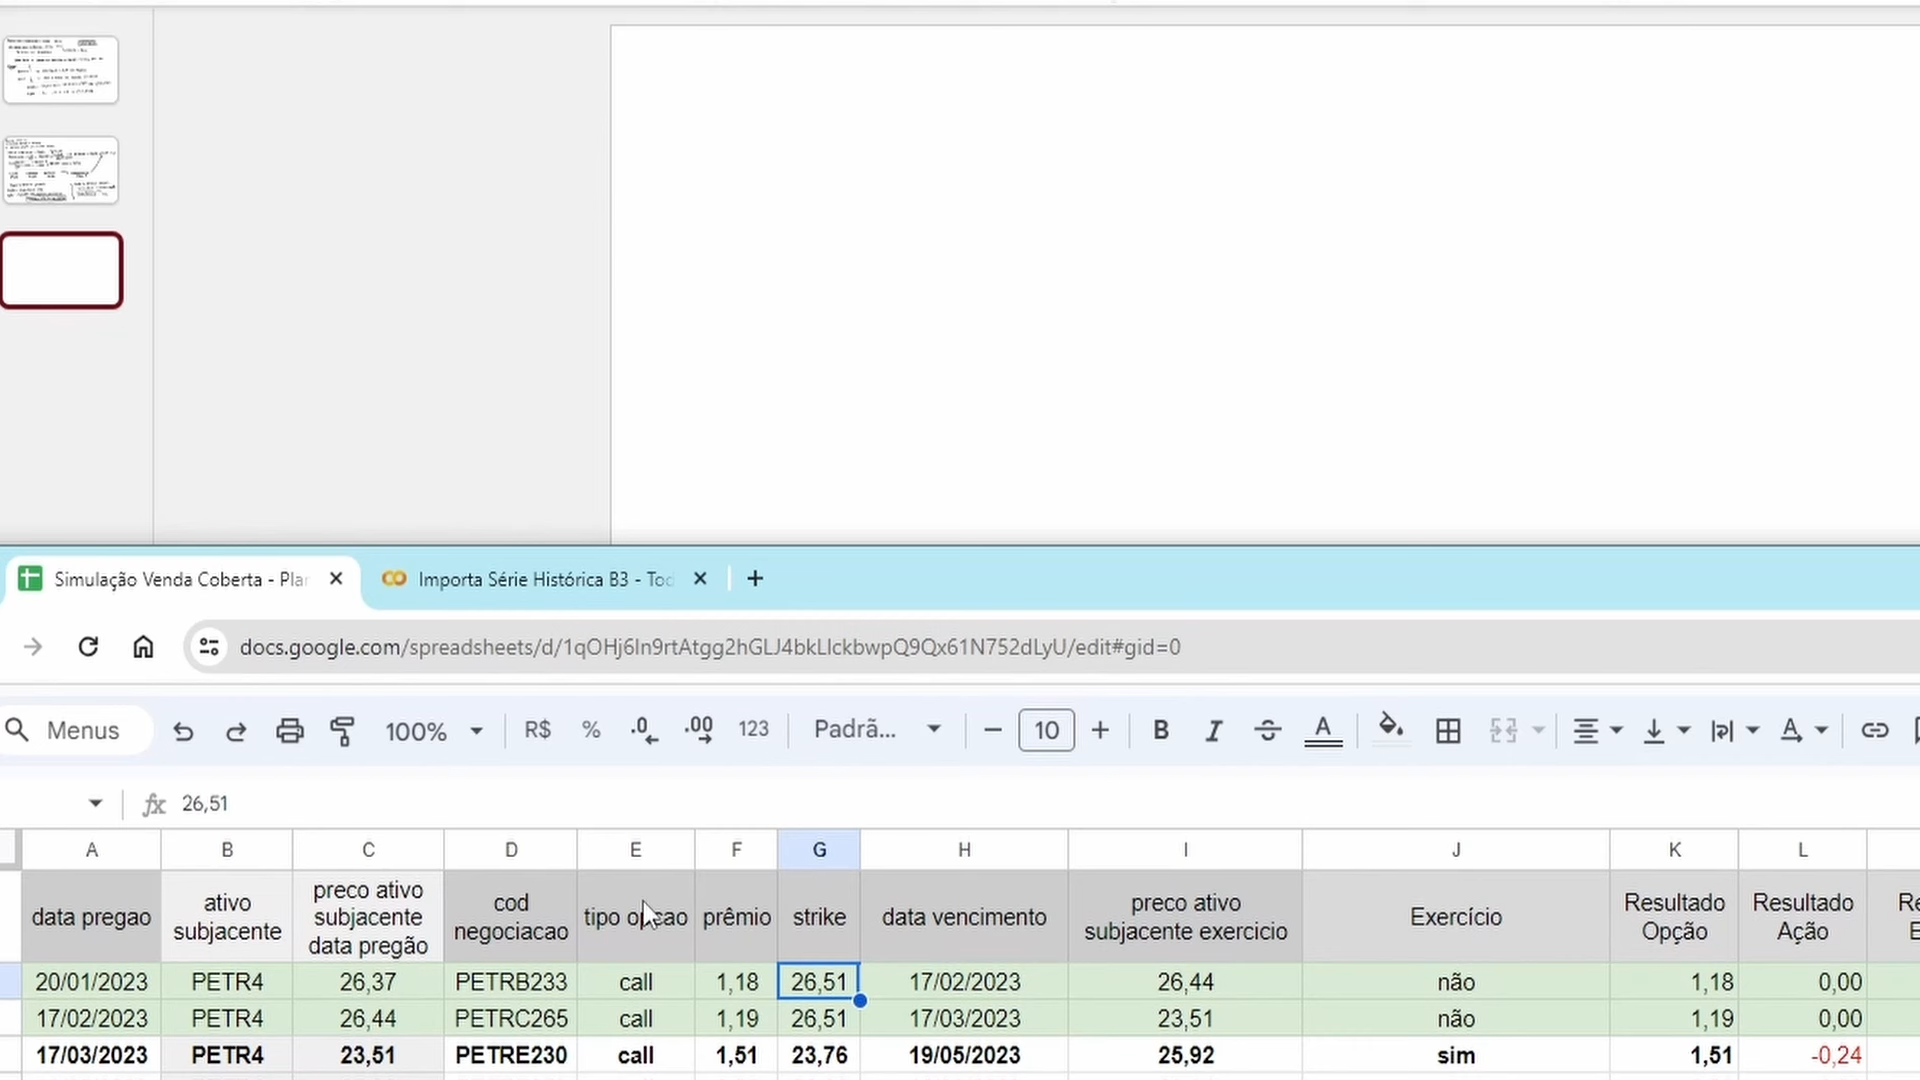 Simulação Venda Coberta - Plan
Importa Série Histórica B3 - Tod
docs.google.com/spreadsheets/d/1qOHj6In9rtAtgg2hGLJ4bkLIckbwpQ9Qx61N752dLyU/edit#gid=0
Menus 100% R$ % .0 .00 123 Padrã... 10 B I A
fx 26,51
A B C D E F G H I J K L
data pregao ativo subjacente preco ativo subjacente data pregão cod negociacao tipo opcao prêmio strike data vencimento preco ativo subjacente exercicio Exercício Resultado Opção Resultado Ação
20/01/2023 PETR4 26,37 PETRB233 call 1,18 26,51 17/02/2023 26,44 não 1,18 0,00
17/02/2023 PETR4 26,44 PETRC265 call 1,19 26,51 17/03/2023 23,51 não 1,19 0,00
17/03/2023 PETR4 23,51 PETRE230 call 1,51 23,76 19/05/2023 25,92 sim 1,51 -0,24